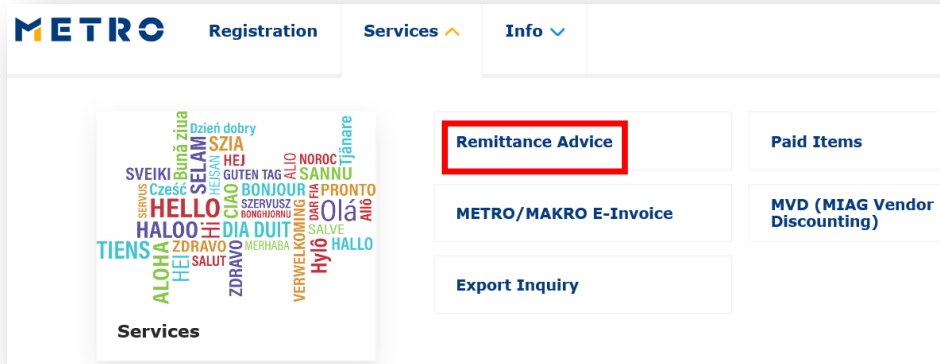 METRO
Registration
Services
Info
Bună ziua
Dzień dobry
SELAM
SZIA
Tjänare
HEJSAN
HEJ
ALIO
NOROC
SVEIKI
GUTEN TAG
SANNU
SERVUS
Cześć
CIAO
BONJOUR
DAR FIA
PRONTO
HELLO
Hi
SZERVUSZ
BONGHJORNU
Olá
Allô
HALOO
DIA DUIT
SALVE
TIENS
ALOHA
HEI
ZDRAVO
SALUT
ZDRAVO
MERHABA
VERWELKOMING
Hylô
HALLO
Services
Remittance Advice
Paid Items
METRO/MAKRO E-Invoice
MVD (MIAG Vendor
Discounting)
Export Inquiry